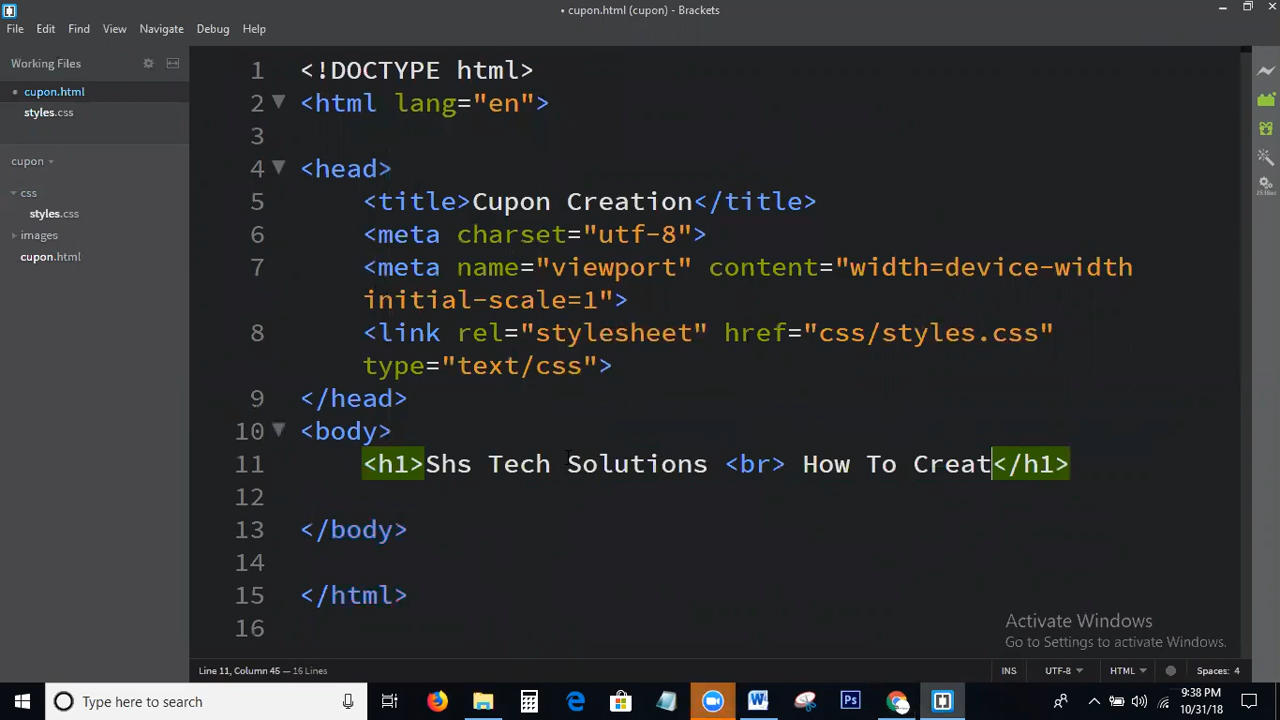 • cupon.html (cupon) - Brackets
File Edit Find View Navigate Debug Help
Working Files
• cupon.html
styles.css
cupon
css
styles.css
images
cupon.html
1 <!DOCTYPE html>
2 <html lang="en">
3
4 <head>
5 <title>Cupon Creation</title>
6 <meta charset="utf-8">
7 <meta name="viewport" content="width=device-width
initial-scale=1">
8 <link rel="stylesheet" href="css/styles.css"
type="text/css">
9 </head>
10 <body>
11 <h1>Shs Tech Solutions <br> How To Creat</h1>
12
13 </body>
14
15 </html>
16
Activate Windows
Go to Settings to activate Windows.
Line 11, Column 45 — 16 Lines
INS UTF-8 HTML Spaces: 4
Type here to search
W
Ps
9:38 PM
10/31/18